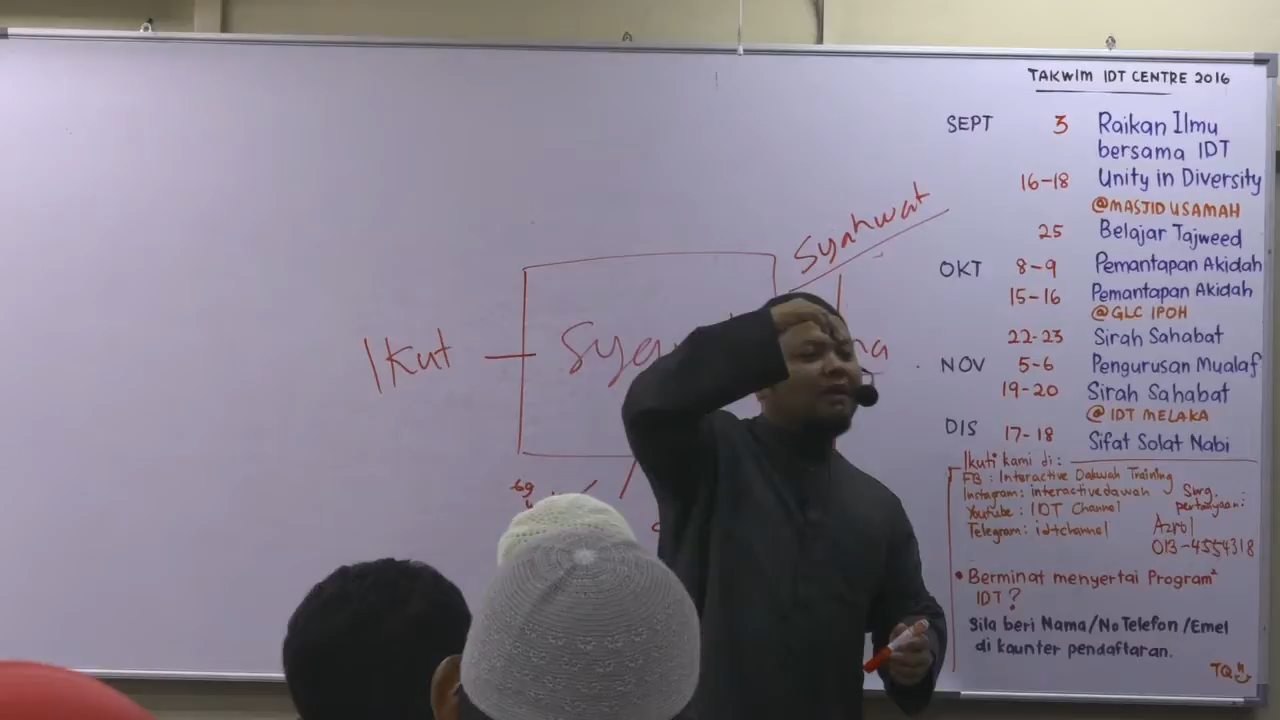 TAKWIM IDT CENTRE 2016
SEPT 3 Raikan Ilmu
bersama IDT
16-18 Unity in Diversity
@MASJID USAMAH
25 Belajar Tajweed
OKT 8-9 Pemantapan Akidah
15-16 Pemantapan Akidah
@GLC IPOH
22-23 Sirah Sahabat
NOV 5-6 Pengurusan Mualaf
19-20 Sirah Sahabat
@IDT MELAKA
DIS 17-18 Sifat Solat Nabi
Ikuti kami di:
FB: Interactive Dakwah Training
Instagram: interactivedawah
Youtube: IDT Channel
Telegram: idtchannel
Sbrg.
pertanyaan:
Azrol
013-4554318
• Berminat menyertai Program²
IDT?
Sila beri Nama/No Telefon/Emel
di kaunter pendaftaran.
TQ
Syahwat
Ikut